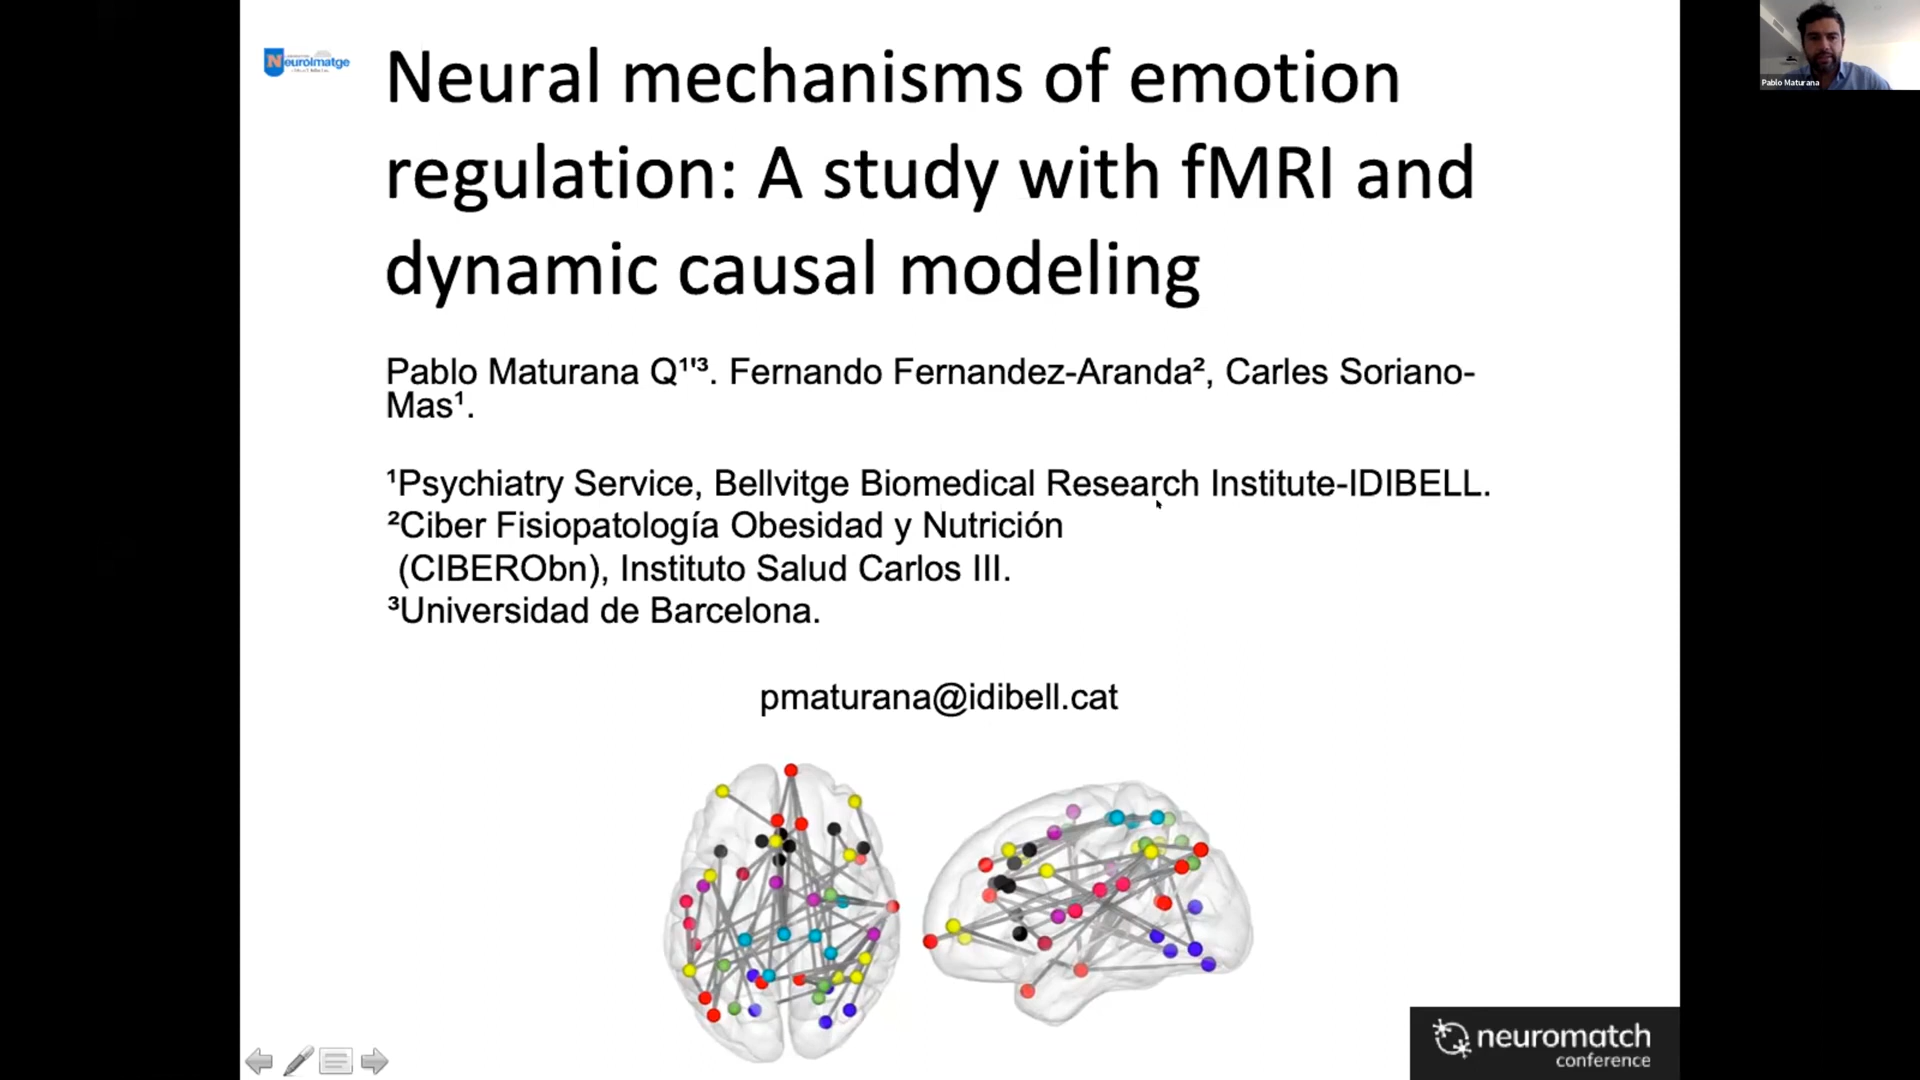 NeuroImatge
Neural mechanisms of emotion
regulation: A study with fMRI and
dynamic causal modeling
Pablo Maturana Q¹'³. Fernando Fernandez-Aranda², Carles Soriano-
Mas¹.
¹Psychiatry Service, Bellvitge Biomedical Research Institute-IDIBELL.
²Ciber Fisiopatología Obesidad y Nutrición
(CIBERObn), Instituto Salud Carlos III.
³Universidad de Barcelona.
pmaturana@idibell.cat
Pablo Maturana
neuromatch
conference